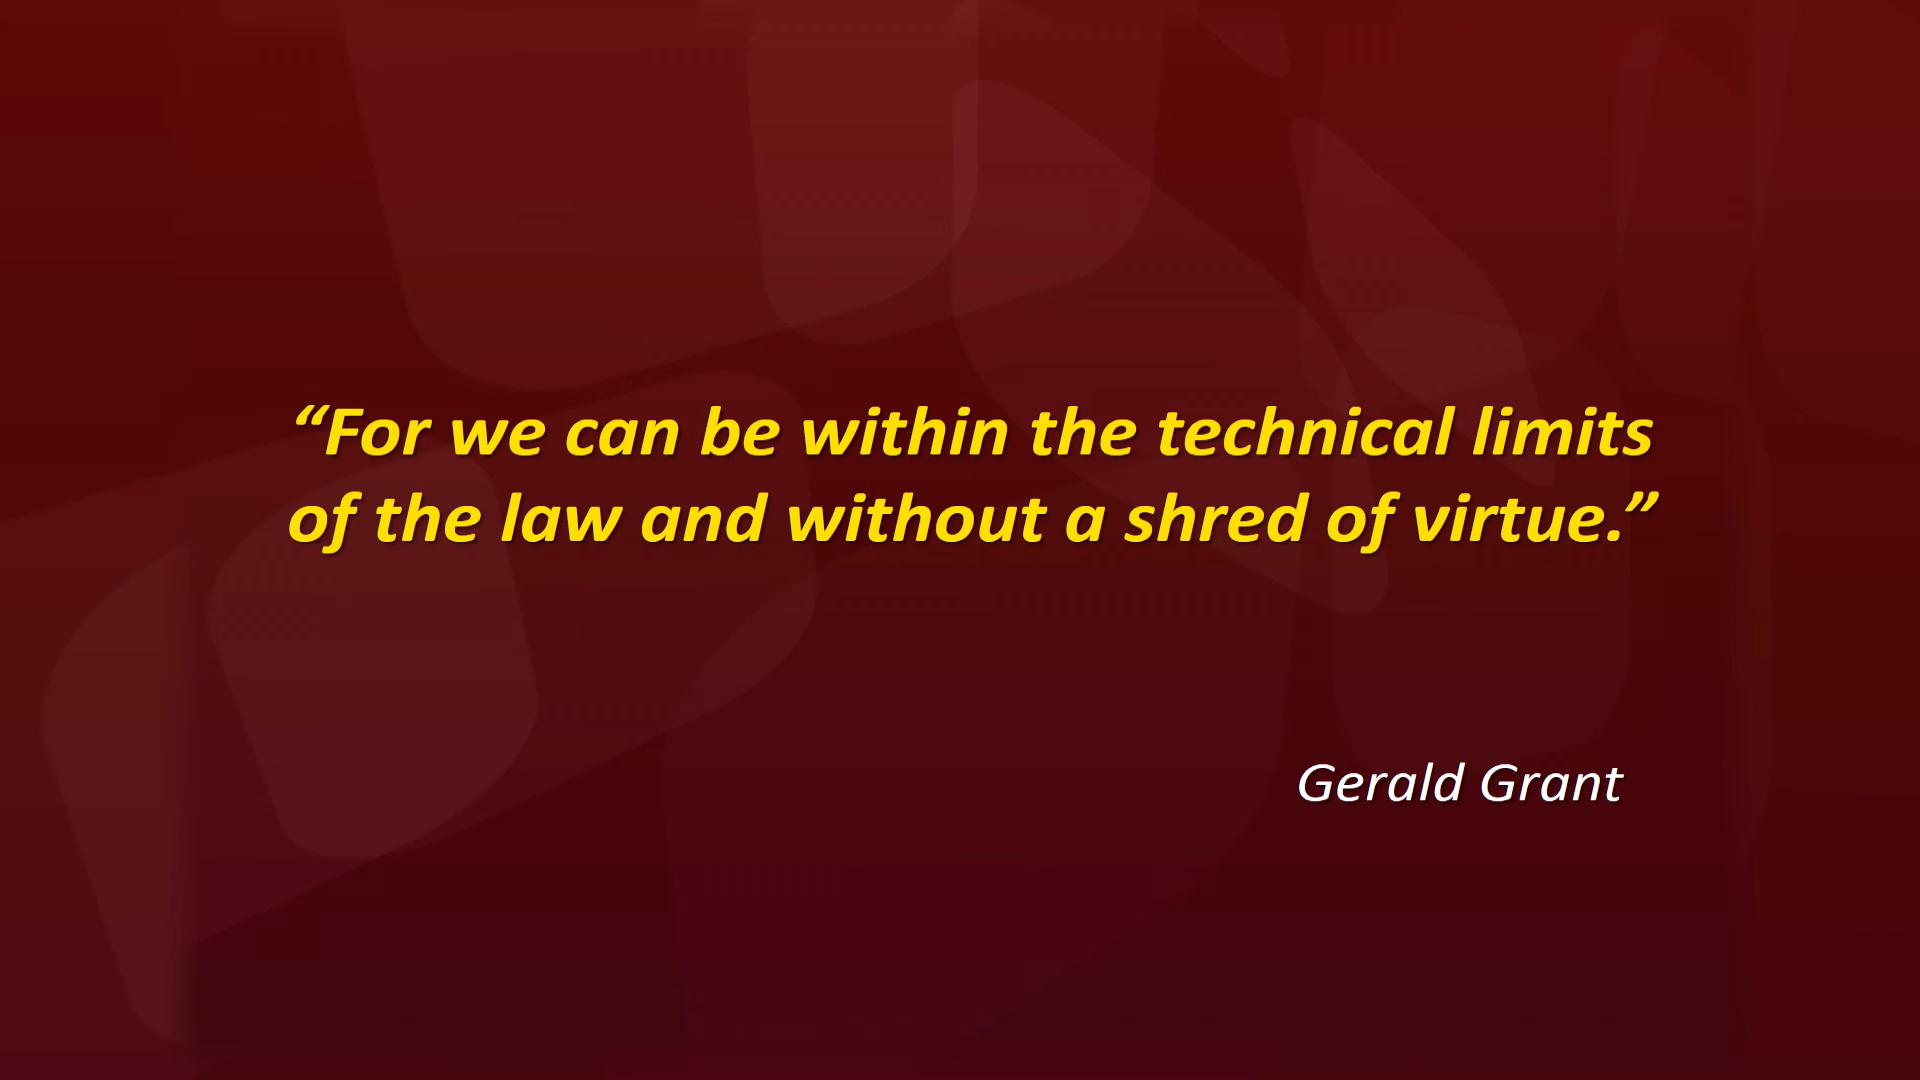 “For we can be within the technical limits
of the law and without a shred of virtue.”
Gerald Grant